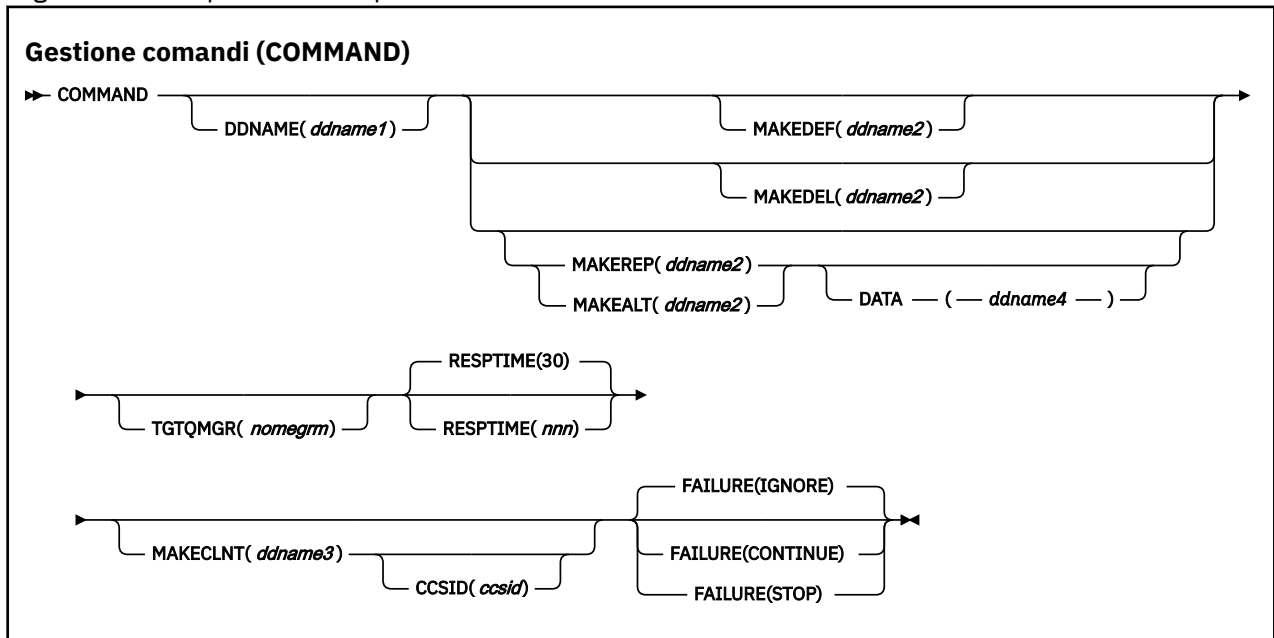 Gestione comandi (COMMAND)
COMMAND
DDNAME( ddname1 )
MAKEDEF( ddname2 )
MAKEDEL( ddname2 )
MAKEREP( ddname2 )
MAKEALT( ddname2 )
DATA ( ddname4 )
RESPTIME(30)
TGTQMGR( nomegrm )
RESPTIME( nnn )
FAILURE(IGNORE)
MAKECLNT( ddname3 )
FAILURE(CONTINUE)
CCSID( ccsid )
FAILURE(STOP)